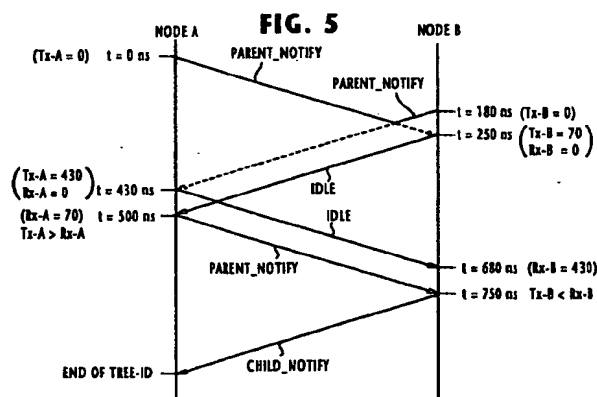 FIG. 5
NODE A
NODE B
(Tx-A = 0) t = 0 ns
PARENT_NOTIFY
PARENT_NOTIFY
t = 180 ns (Tx-B = 0)
t = 250 ns (Tx-B = 70
Rx-B = 0)
IDLE
(Tx-A = 430
Rx-A = 0) t = 430 ns
(Rx-A = 70) t = 500 ns
Tx-A > Rx-A
IDLE
PARENT_NOTIFY
t = 680 ns (Rx-B = 430)
t = 750 ns Tx-B < Rx-B
CHILD_NOTIFY
END OF TREE-ID